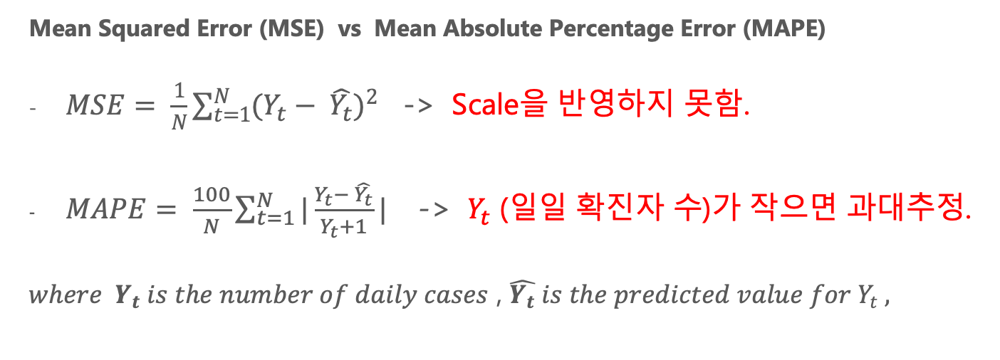 Mean Squared Error (MSE) vs Mean Absolute Percentage Error (MAPE)
- MSE = \frac{1}{N}\sum_{t=1}^{N}(Y_t - \widehat{Y_t})^2 -> Scale을 반영하지 못함.
- MAPE = \frac{100}{N}\sum_{t=1}^{N}|\frac{Y_t - \widehat{Y_t}}{Y_t+1}| -> Y_t (일일 확진자 수)가 작으면 과대추정.
where Y_t is the number of daily cases , \widehat{Y_t} is the predicted value for Y_t ,